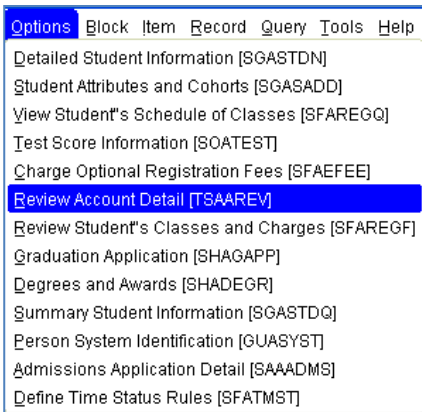 Options Block Item Record Query Tools Help
Detailed Student Information [SGASTDN]
Student Attributes and Cohorts [SGASADD]
View Student"s Schedule of Classes [SFAREGQ]
Test Score Information [SOATEST]
Charge Optional Registration Fees [SFAEFEE]
Review Account Detail [TSAAREV]
Review Student"s Classes and Charges [SFAREGF]
Graduation Application [SHAGAPP]
Degrees and Awards [SHADEGR]
Summary Student Information [SGASTDQ]
Person System Identification [GUASYST]
Admissions Application Detail [SAAADMS]
Define Time Status Rules [SFATMST]